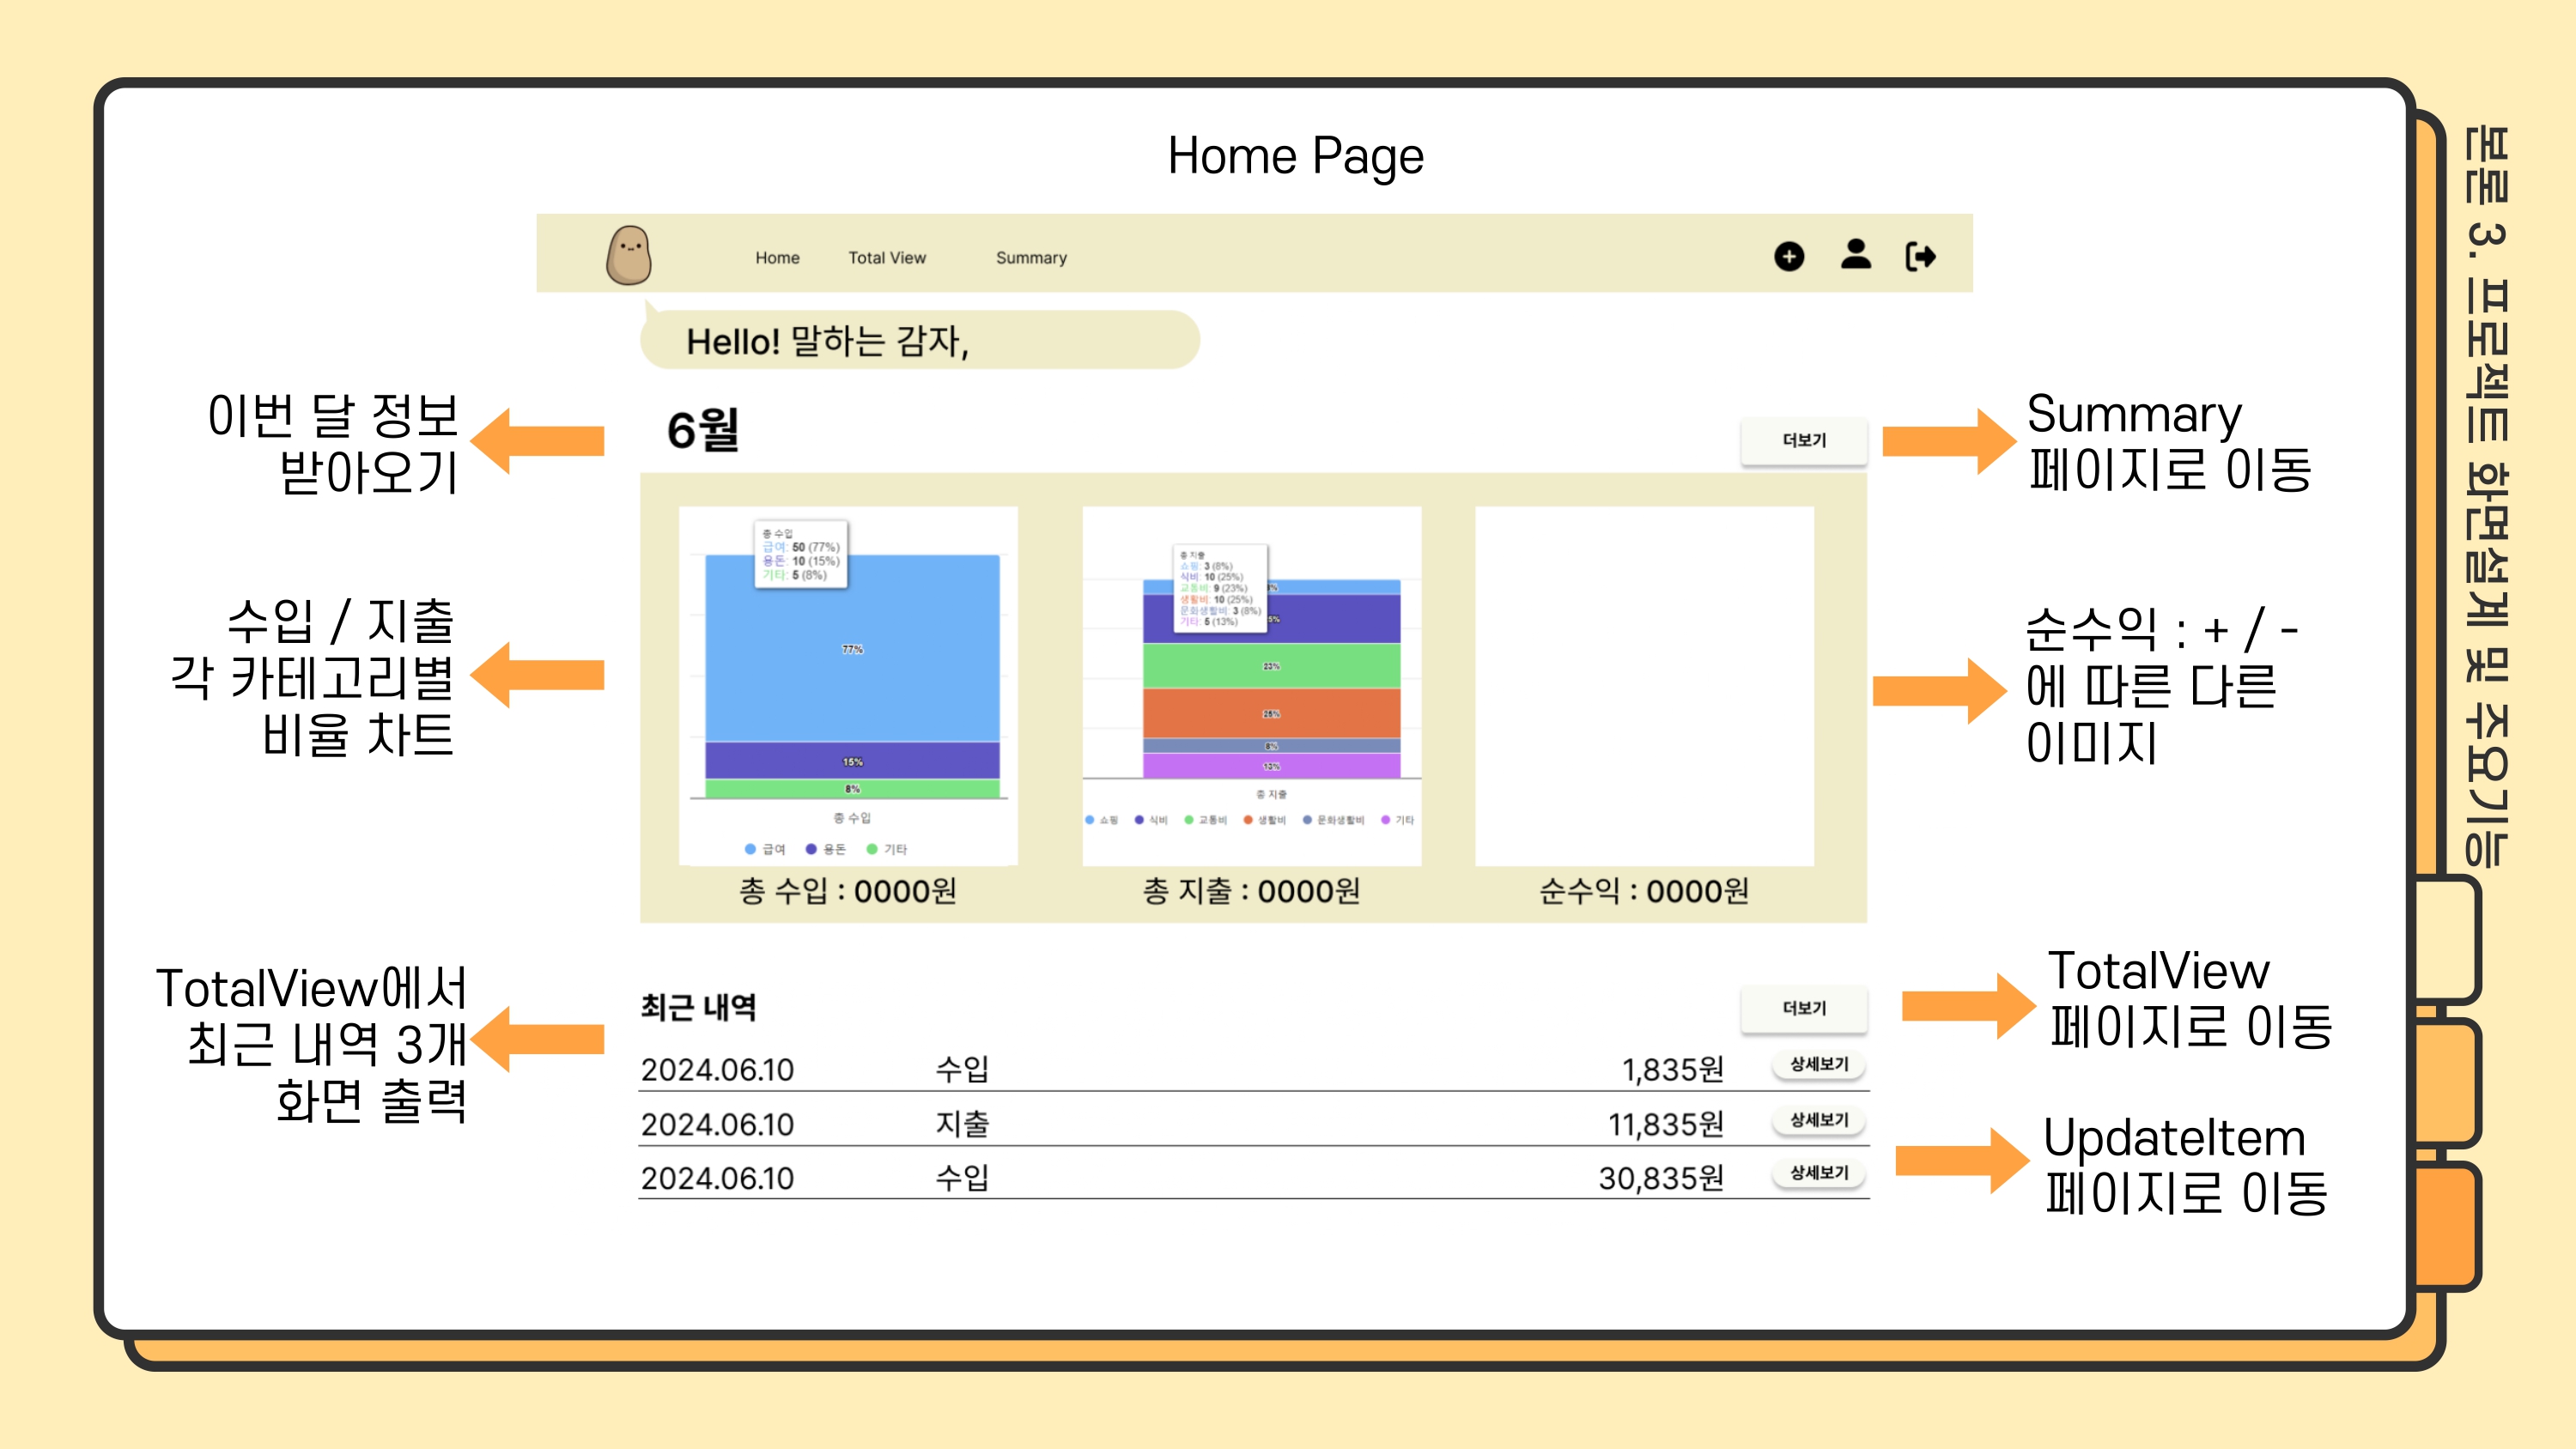 Home Page
Home
Total View
Summary
Hello! 말하는 감자,
6월
더보기
이번 달 정보
받아오기
Summary
페이지로 이동
수입 / 지출
각 카테고리별
비율 차트
총 수입
급여: 50 (77%)
용돈: 10 (15%)
기타: 5 (8%)
77%
15%
8%
총 수입
급여
용돈
기타
총 수입 : 0000원
총 지출
쇼핑: 3 (8%)
식비: 10 (25%)
교통비: 9 (23%)
생활비: 10 (25%)
문화생활비: 3 (8%)
기타: 5 (13%)
23%
25%
8%
13%
총 지출
쇼핑
식비
교통비
생활비
문화생활비
기타
총 지출 : 0000원
순수익 : 0000원
순수익 : + / -
에 따른 다른
이미지
TotalView에서
최근 내역 3개
화면 출력
최근 내역
더보기
2024.06.10 수입 1,835원 상세보기
2024.06.10 지출 11,835원 상세보기
2024.06.10 수입 30,835원 상세보기
TotalView
페이지로 이동
UpdateItem
페이지로 이동
본론 3. 프로젝트 화면설계 및 주요기능